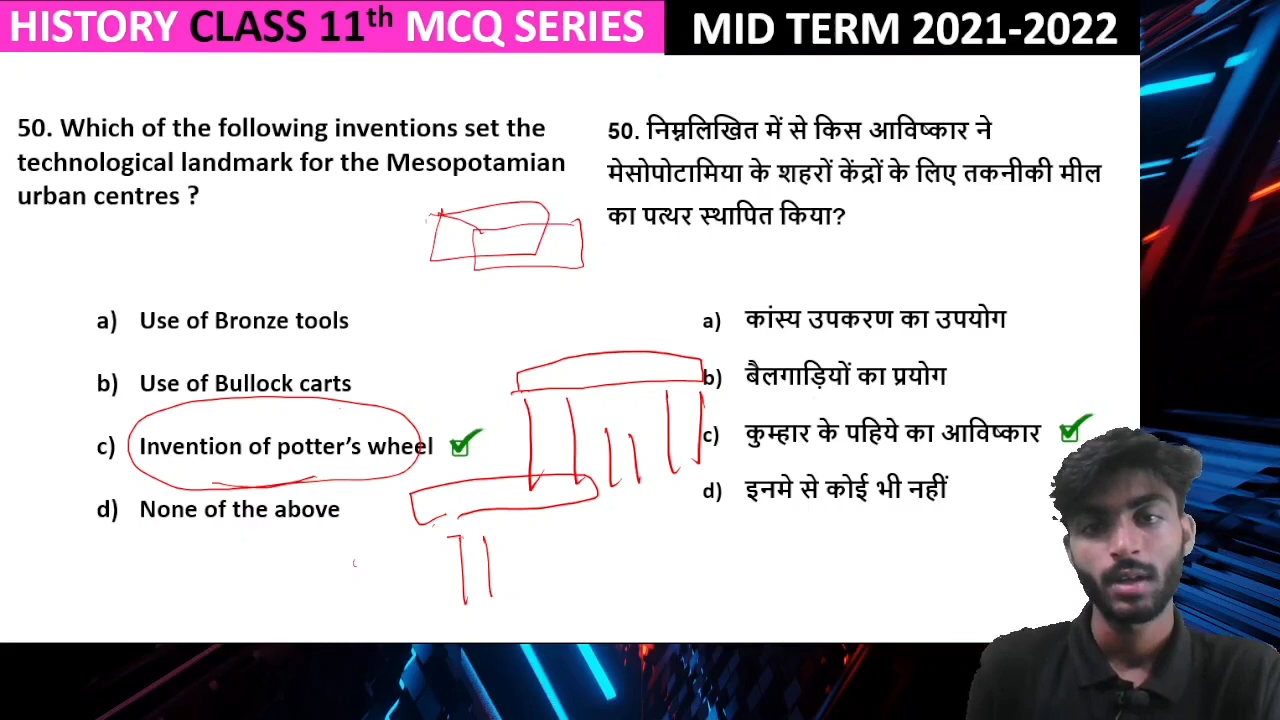 HISTORY CLASS 11th MCQ SERIES
MID TERM 2021-2022
50. Which of the following inventions set the
technological landmark for the Mesopotamian
urban centres ?
a) Use of Bronze tools
b) Use of Bullock carts
c) Invention of potter's wheel
d) None of the above
50. निम्नलिखित में से किस आविष्कार ने
मेसोपोटामिया के शहरों केंद्रों के लिए तकनीकी मील
का पत्थर स्थापित किया?
a) कांस्य उपकरण का उपयोग
b) बैलगाड़ियों का प्रयोग
c) कुम्हार के पहिये का आविष्कार
d) इनमे से कोई भी नहीं